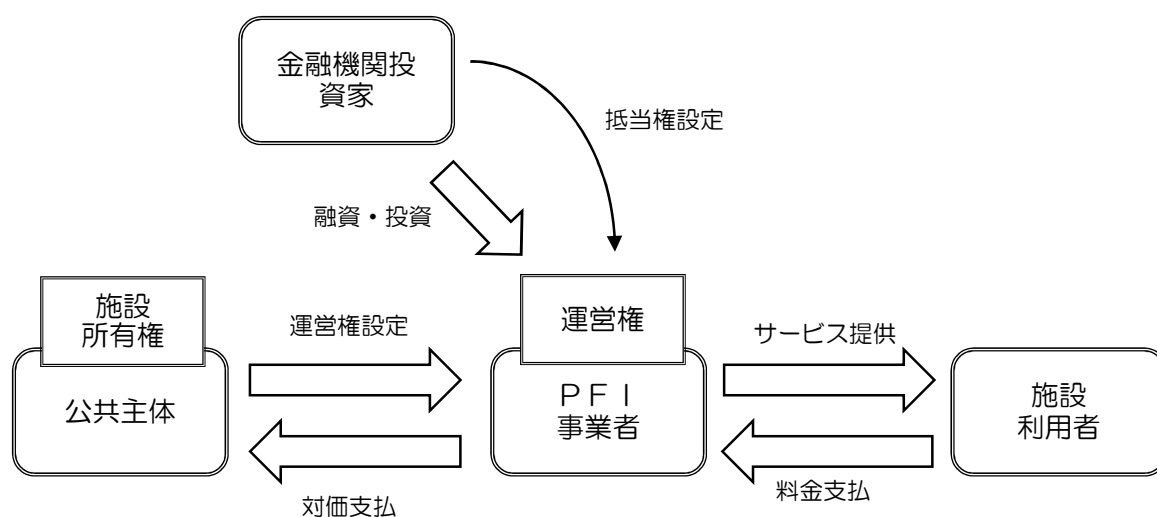 金融機関投
資家
抵当権設定
融資・投資
施設
所有権
運営権設定
運営権
サービス提供
公共主体
ＰＦＩ
事業者
施設
利用者
対価支払
料金支払